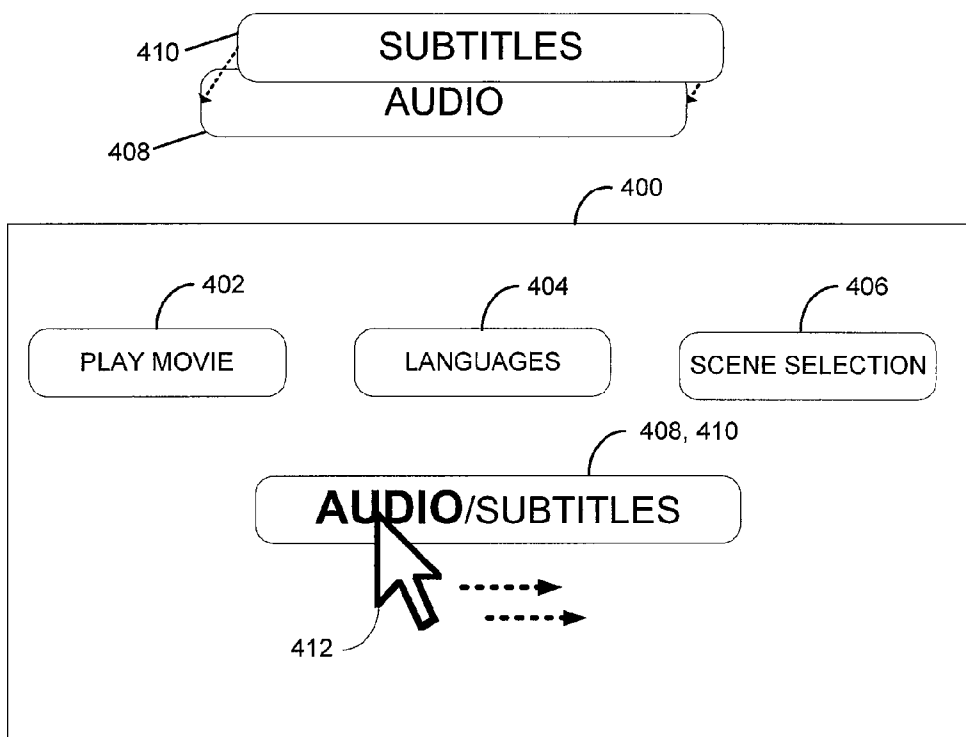 410
SUBTITLES
AUDIO
408
400
402
404
406
PLAY MOVIE
LANGUAGES
SCENE SELECTION
408, 410
AUDIO/SUBTITLES
412